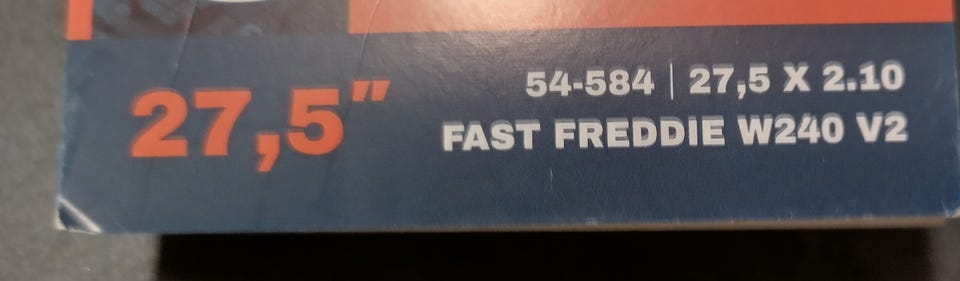 27,5"
54-584 | 27,5 X 2.10
FAST FREDDIE W240 V2